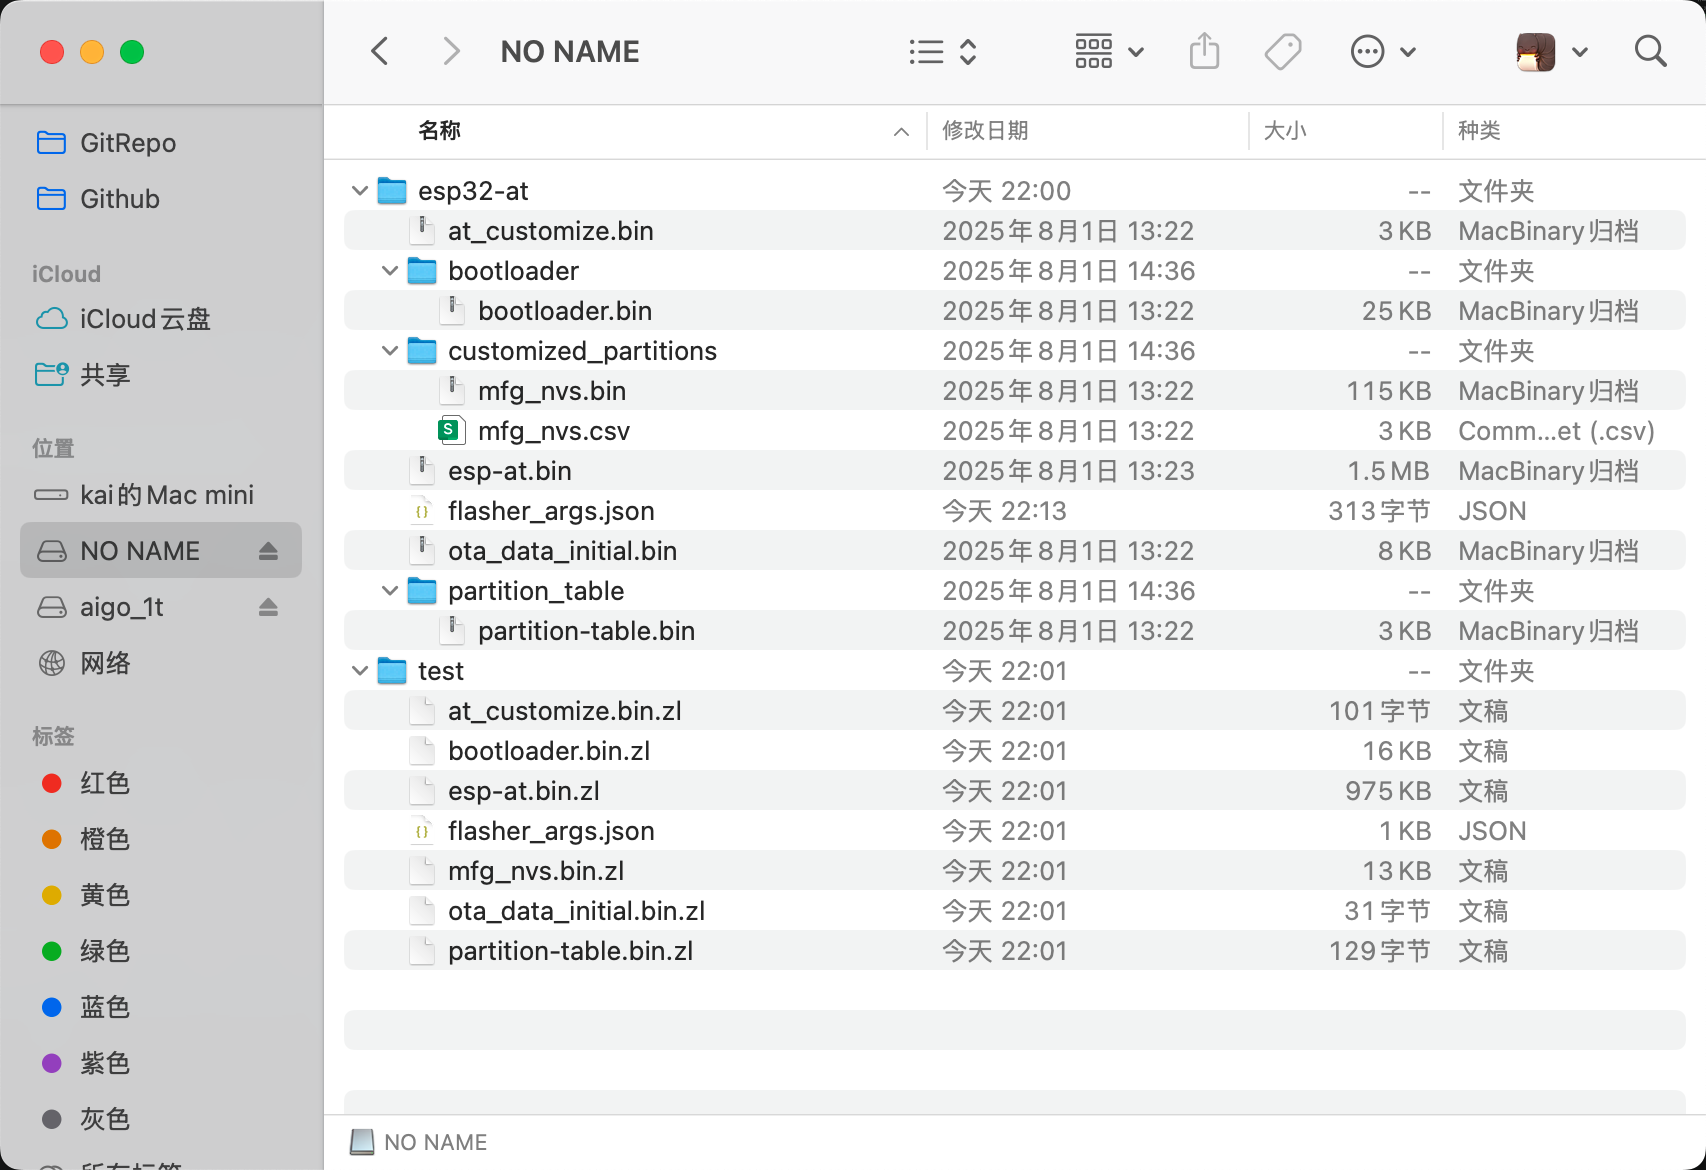 NO NAME
GitRepo
Github
iCloud
iCloud云盘
共享
位置
kai的Mac mini
NO NAME
aigo_1t
网络
标签
红色
橙色
黄色
绿色
蓝色
紫色
灰色
所有标签
名称 修改日期 大小 种类
esp32-at 今天 22:00 -- 文件夹
at_customize.bin 2025年8月1日 13:22 3 KB MacBinary归档
bootloader 2025年8月1日 14:36 -- 文件夹
bootloader.bin 2025年8月1日 13:22 25 KB MacBinary归档
customized_partitions 2025年8月1日 14:36 -- 文件夹
mfg_nvs.bin 2025年8月1日 13:22 115 KB MacBinary归档
mfg_nvs.csv 2025年8月1日 13:22 3 KB Comm...et (.csv)
esp-at.bin 2025年8月1日 13:23 1.5 MB MacBinary归档
flasher_args.json 今天 22:13 313字节 JSON
ota_data_initial.bin 2025年8月1日 13:22 8 KB MacBinary归档
partition_table 2025年8月1日 14:36 -- 文件夹
partition-table.bin 2025年8月1日 13:22 3 KB MacBinary归档
test 今天 22:01 -- 文件夹
at_customize.bin.zl 今天 22:01 101字节 文稿
bootloader.bin.zl 今天 22:01 16 KB 文稿
esp-at.bin.zl 今天 22:01 975 KB 文稿
flasher_args.json 今天 22:01 1 KB JSON
mfg_nvs.bin.zl 今天 22:01 13 KB 文稿
ota_data_initial.bin.zl 今天 22:01 31字节 文稿
partition-table.bin.zl 今天 22:01 129字节 文稿
NO NAME